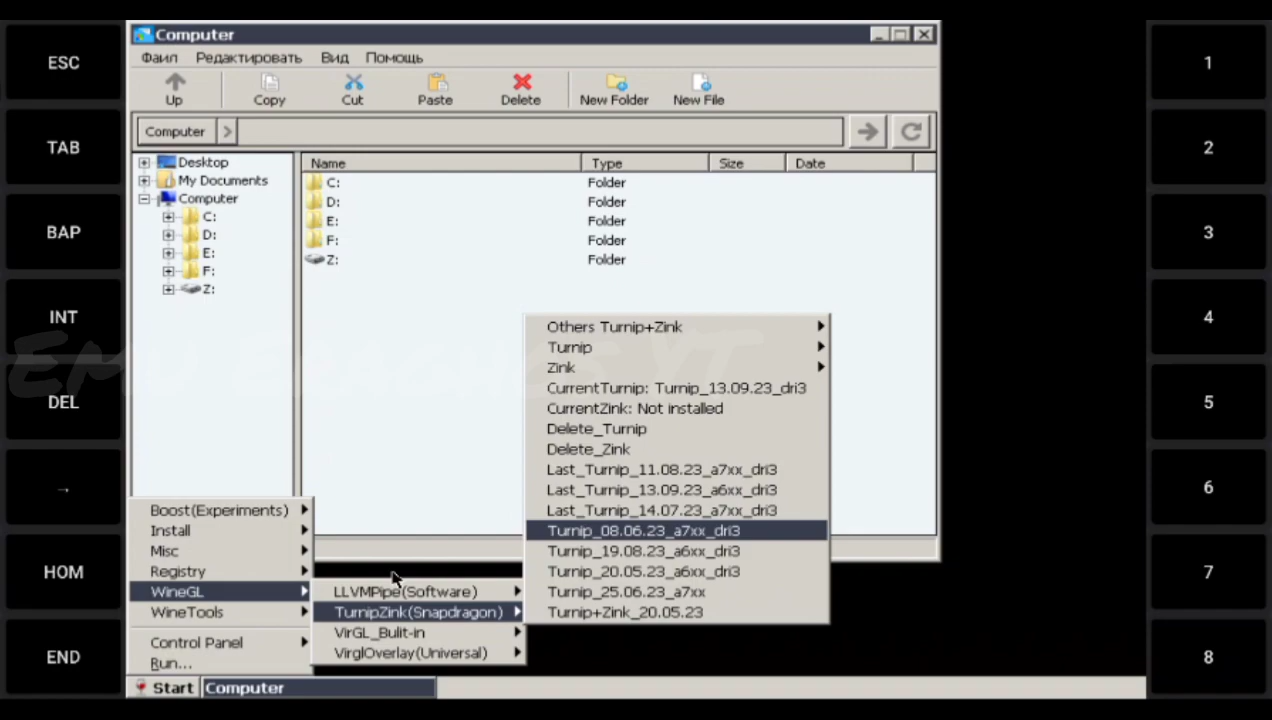 Computer
Фаил Редактировать Вид Помощь
Up Copy Cut Paste Delete New Folder New File
Computer
Desktop
My Documents
Computer
C:
D:
E:
F:
Z:
Name Type Size Date
C: Folder
D: Folder
E: Folder
F: Folder
Z: Folder
Boost(Experiments)
Install
Misc
Registry
WineGL
WineTools
Control Panel
Run...
LLVMPipe(Software)
TurnipZink(Snapdragon)
VirGL_Bulit-in
VirglOverlay(Universal)
Others Turnip+Zink
Turnip
Zink
CurrentTurnip: Turnip_13.09.23_dri3
CurrentZink: Not installed
Delete_Turnip
Delete_Zink
Last_Turnip_11.08.23_a7xx_dri3
Last_Turnip_13.09.23_a6xx_dri3
Last_Turnip_14.07.23_a7xx_dri3
Turnip_08.06.23_a7xx_dri3
Turnip_19.08.23_a6xx_dri3
Turnip_20.05.23_a6xx_dri3
Turnip_25.06.23_a7xx
Turnip+Zink_20.05.23
Start Computer
ESC
TAB
BAP
INT
DEL
→
HOM
END
1
2
3
4
5
6
7
8
EMU YT